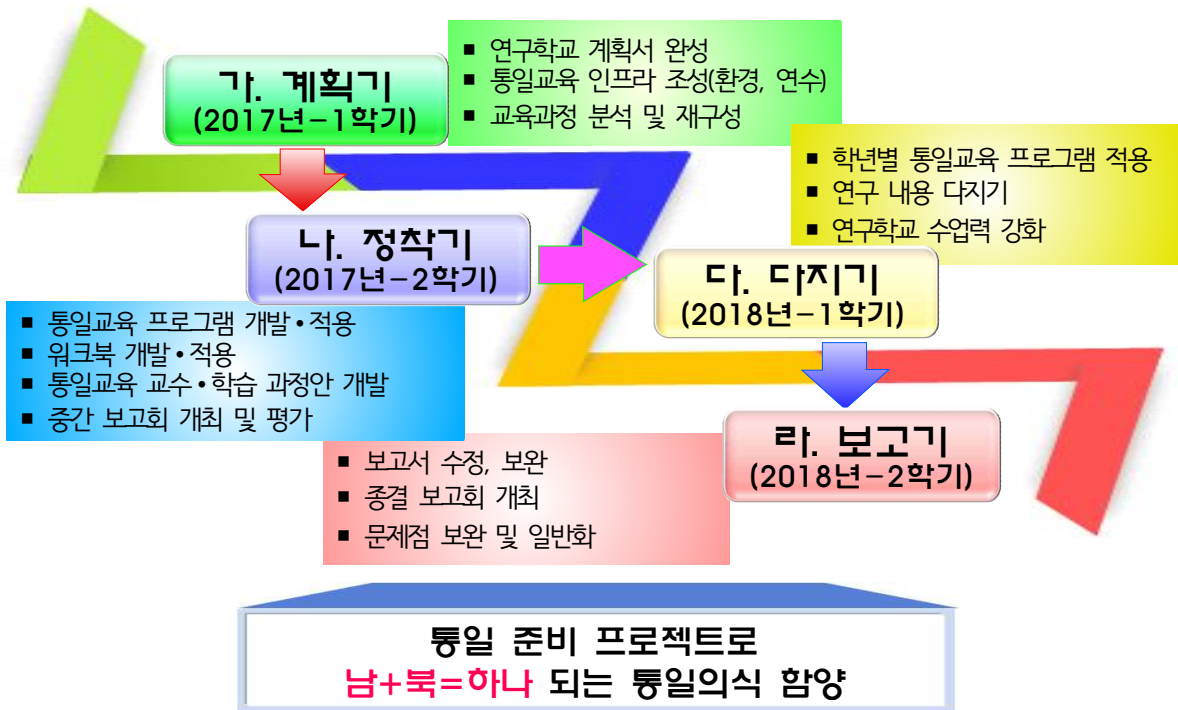 가. 계획기
(2017년-1학기)
▪ 연구학교 계획서 완성
▪ 통일교육 인프라 조성(환경, 연수)
▪ 교육과정 분석 및 재구성
나. 정착기
(2017년-2학기)
▪ 통일교육 프로그램 개발•적용
▪ 워크북 개발•적용
▪ 통일교육 교수•학습 과정안 개발
▪ 중간 보고회 개최 및 평가
▪ 학년별 통일교육 프로그램 적용
▪ 연구 내용 다지기
▪ 연구학교 수업력 강화
다. 다지기
(2018년-1학기)
라. 보고기
(2018년-2학기)
▪ 보고서 수정, 보완
▪ 종결 보고회 개최
▪ 문제점 보완 및 일반화
통일 준비 프로젝트로
남+북=하나 되는 통일의식 함양